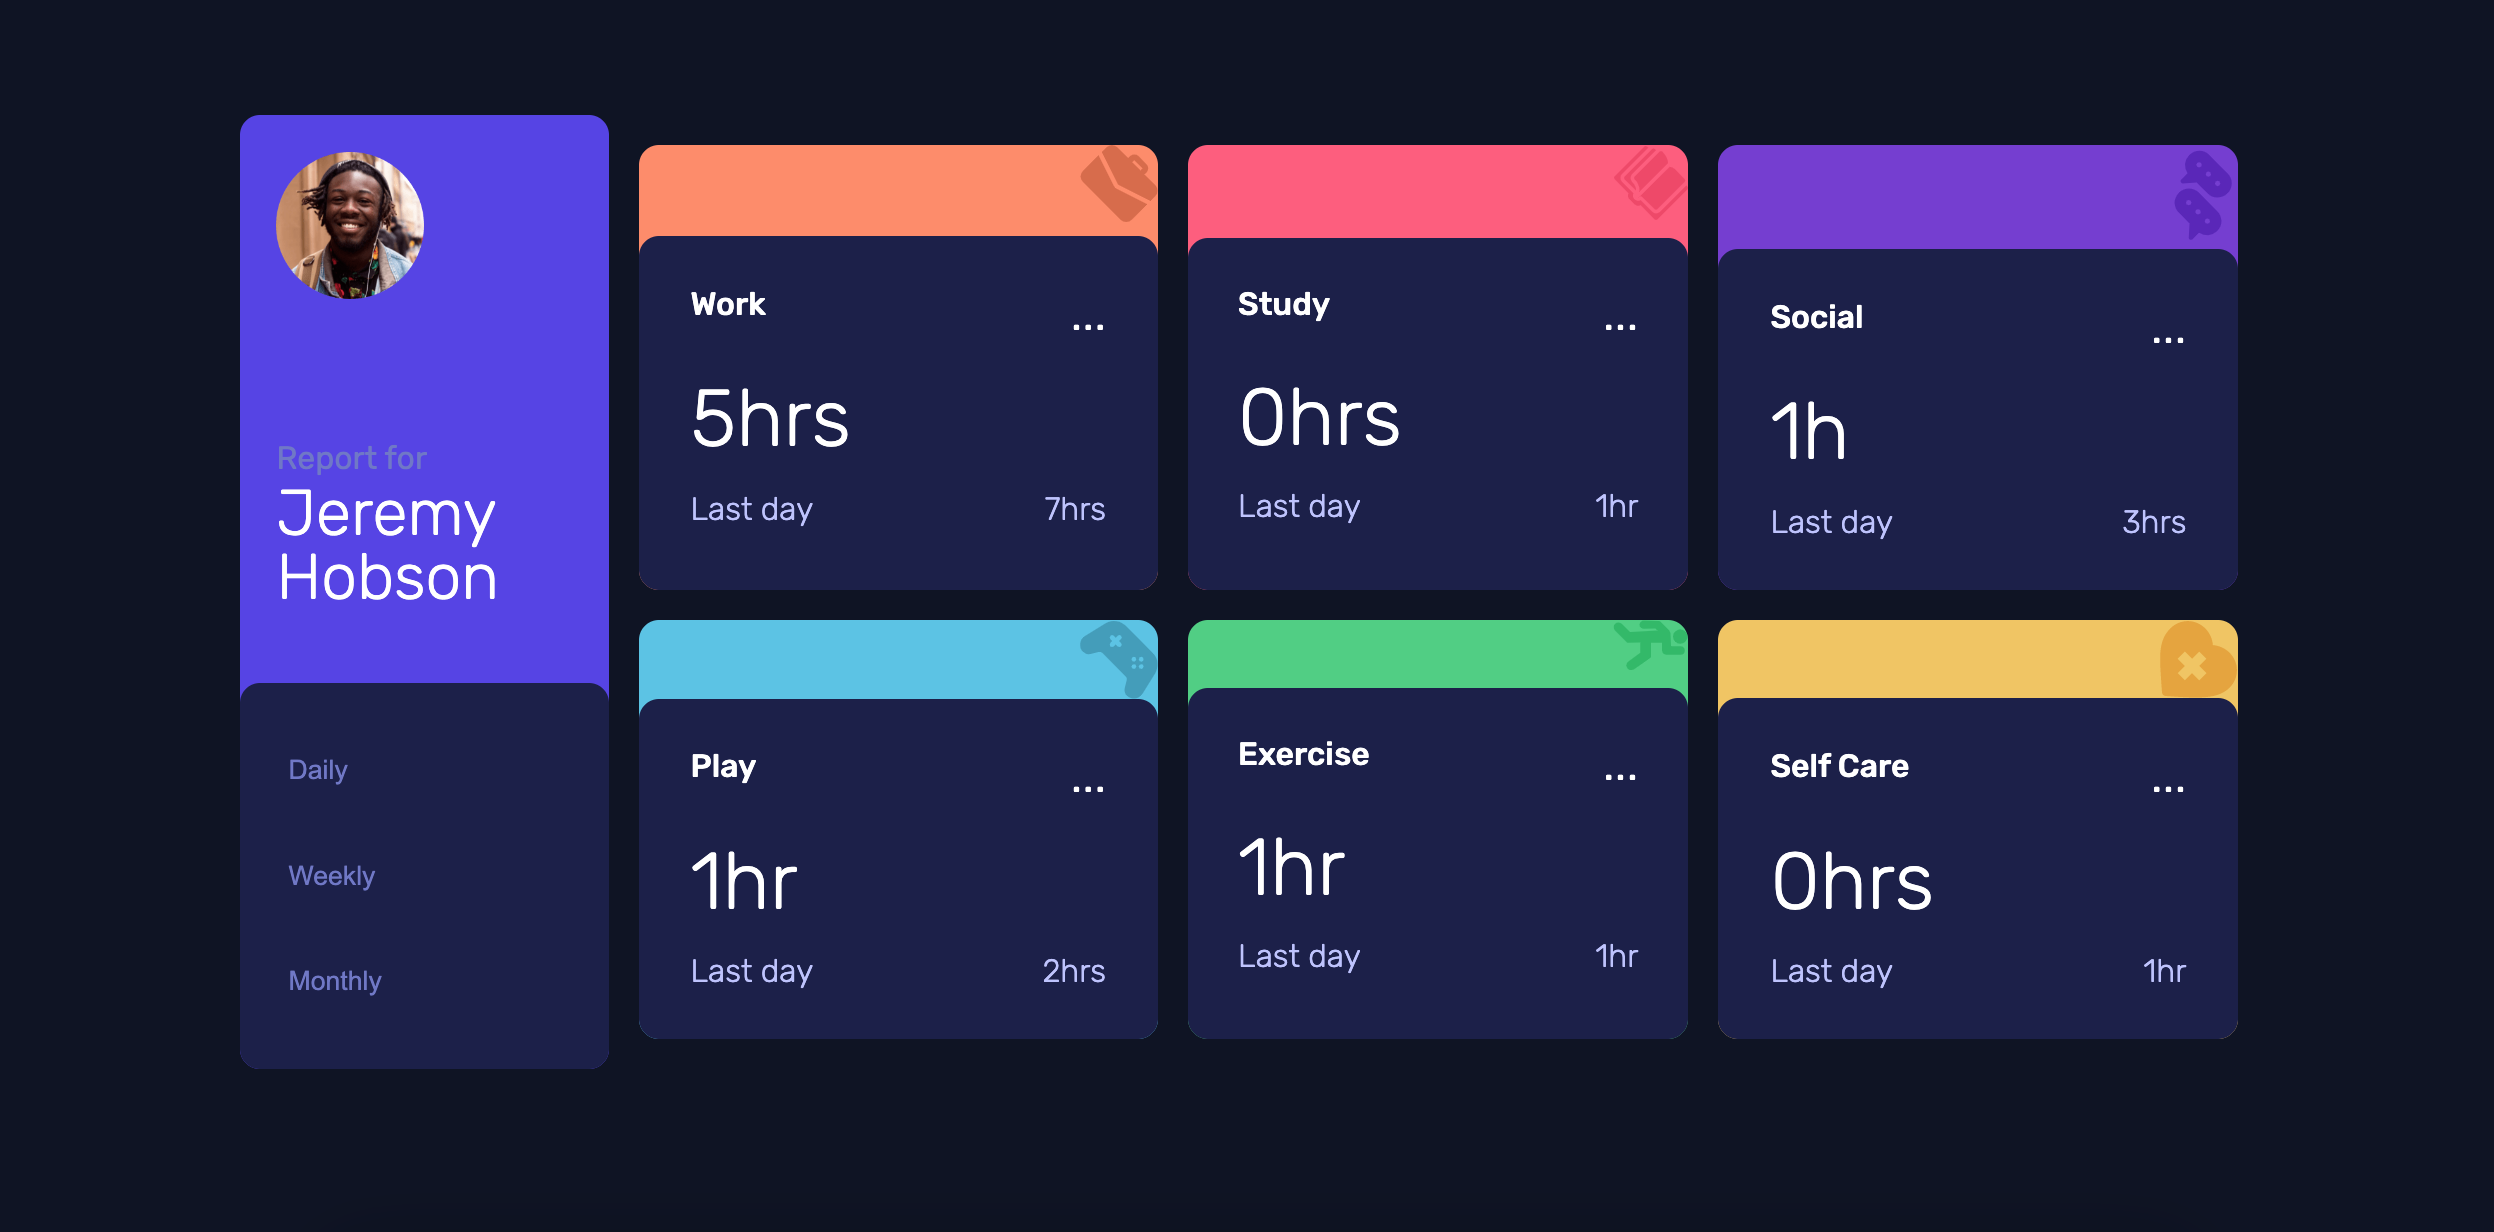 Report for
Jeremy
Hobson
Daily
Weekly
Monthly
Work
...
5hrs
Last day 7hrs
Study
...
0hrs
Last day 1hr
Social
...
1h
Last day 3hrs
Play
...
1hr
Last day 2hrs
Exercise
...
1hr
Last day 1hr
Self Care
...
0hrs
Last day 1hr